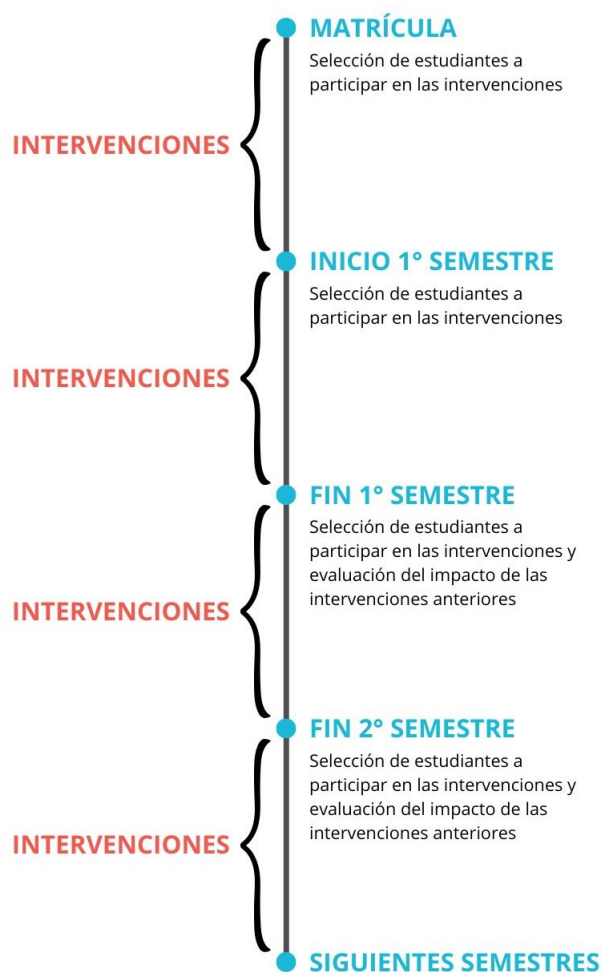 MATRÍCULA
Selección de estudiantes a
participar en las intervenciones
INTERVENCIONES
INICIO 1° SEMESTRE
Selección de estudiantes a
participar en las intervenciones
INTERVENCIONES
FIN 1° SEMESTRE
Selección de estudiantes a
participar en las intervenciones y
evaluación del impacto de las
intervenciones anteriores
INTERVENCIONES
FIN 2° SEMESTRE
Selección de estudiantes a
participar en las intervenciones y
evaluación del impacto de las
intervenciones anteriores
INTERVENCIONES
SIGUIENTES SEMESTRES